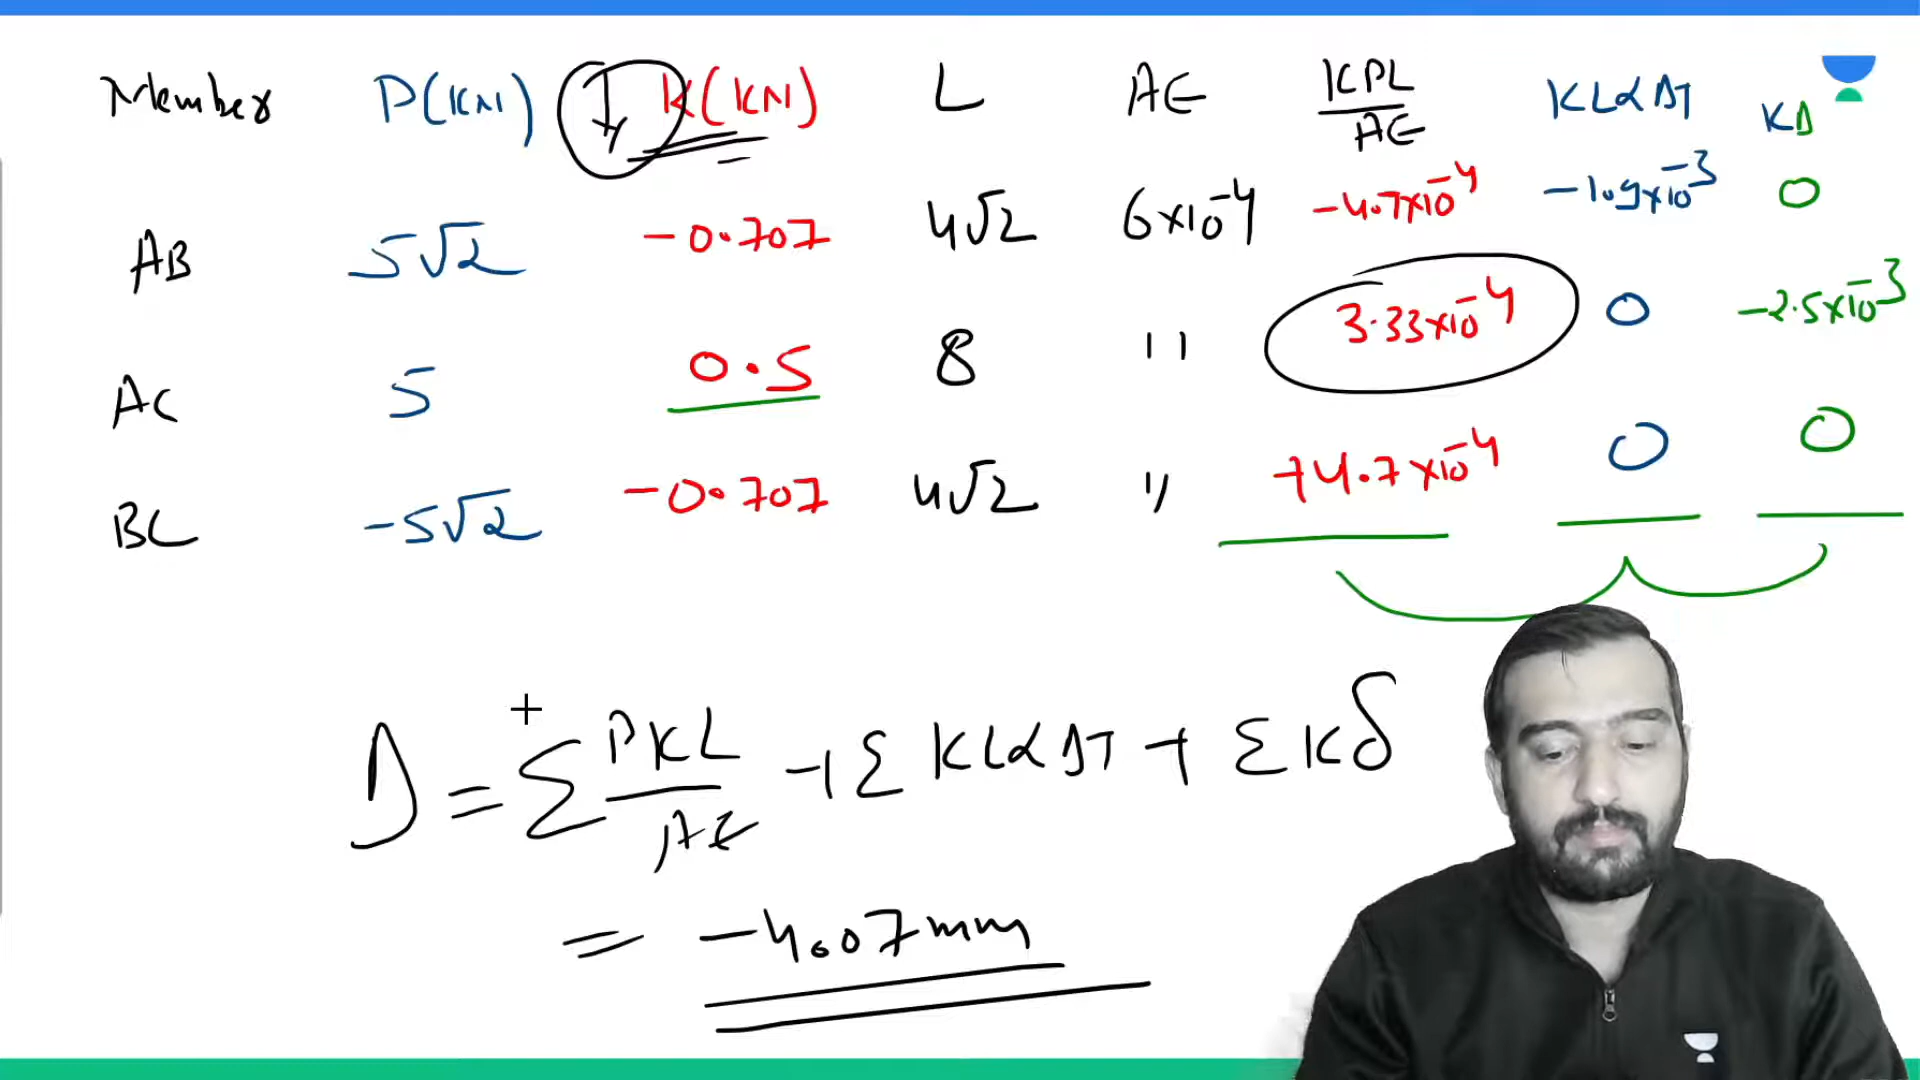 Member P(KN) ↓ K(KN) L AE KPL/AE KLαΔT KΔ
AB 5√2 -0.707 4√2 6×10⁻⁴ -4.7×10⁻⁴ -1.9×10⁻³ 0
AC 5 0.5 8 '' 3.33×10⁻⁴ 0 -2.5×10⁻³
BC -5√2 -0.707 4√2 '' +4.7×10⁻⁴ 0 0
Δ = Σ PKL/AE + Σ KLαΔT + Σ Kδ
= -4.07mm